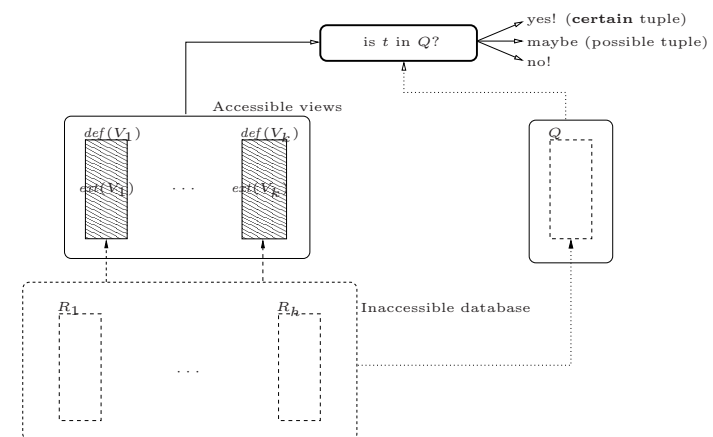 is t in Q?
yes! (certain tuple)
maybe (possible tuple)
no!
Accessible views
def(V1) def(Vk) Q
ext(V1) · · · ext(Vk)
R1 Rh Inaccessible database
· · ·